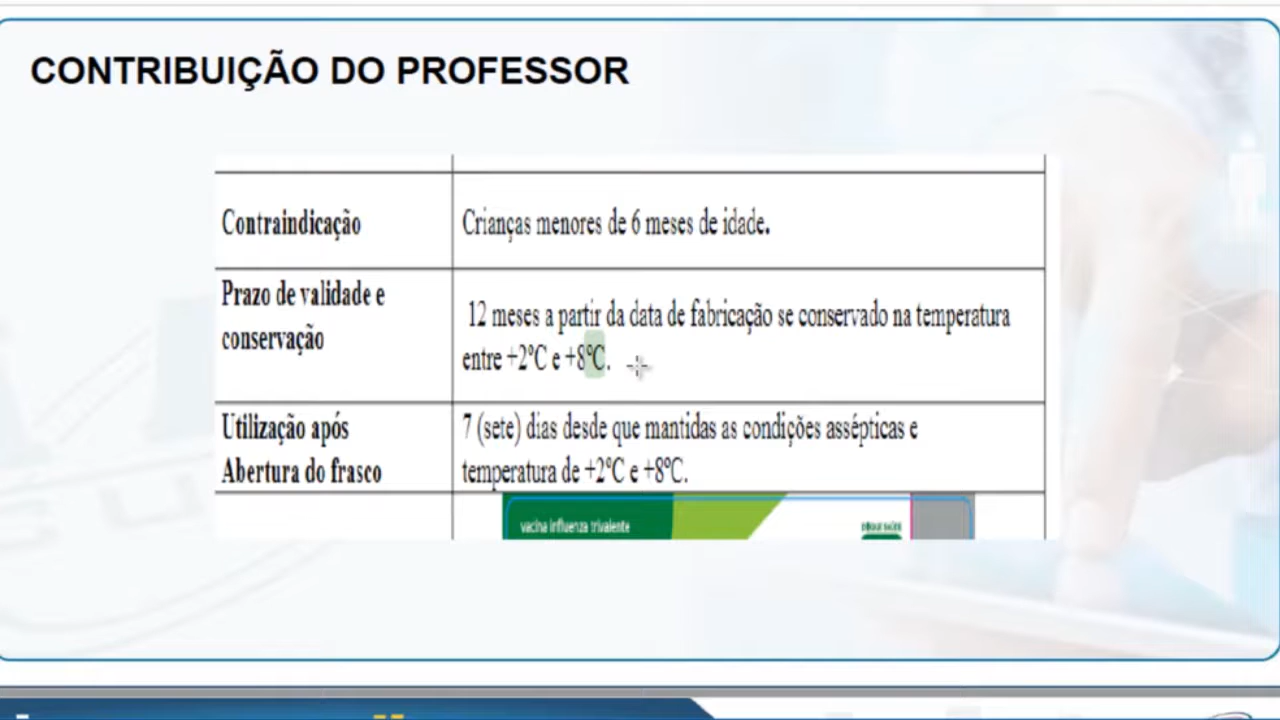 CONTRIBUIÇÃO DO PROFESSOR
Contraindicação
Crianças menores de 6 meses de idade.
Prazo de validade e
conservação
12 meses a partir da data de fabricação se conservado na temperatura
entre +2ºC e +8ºC.
Utilização após
Abertura do frasco
7 (sete) dias desde que mantidas as condições assépticas e
temperatura de +2ºC e +8ºC.
vacina influenza trivalente
DISQUE SAÚDE